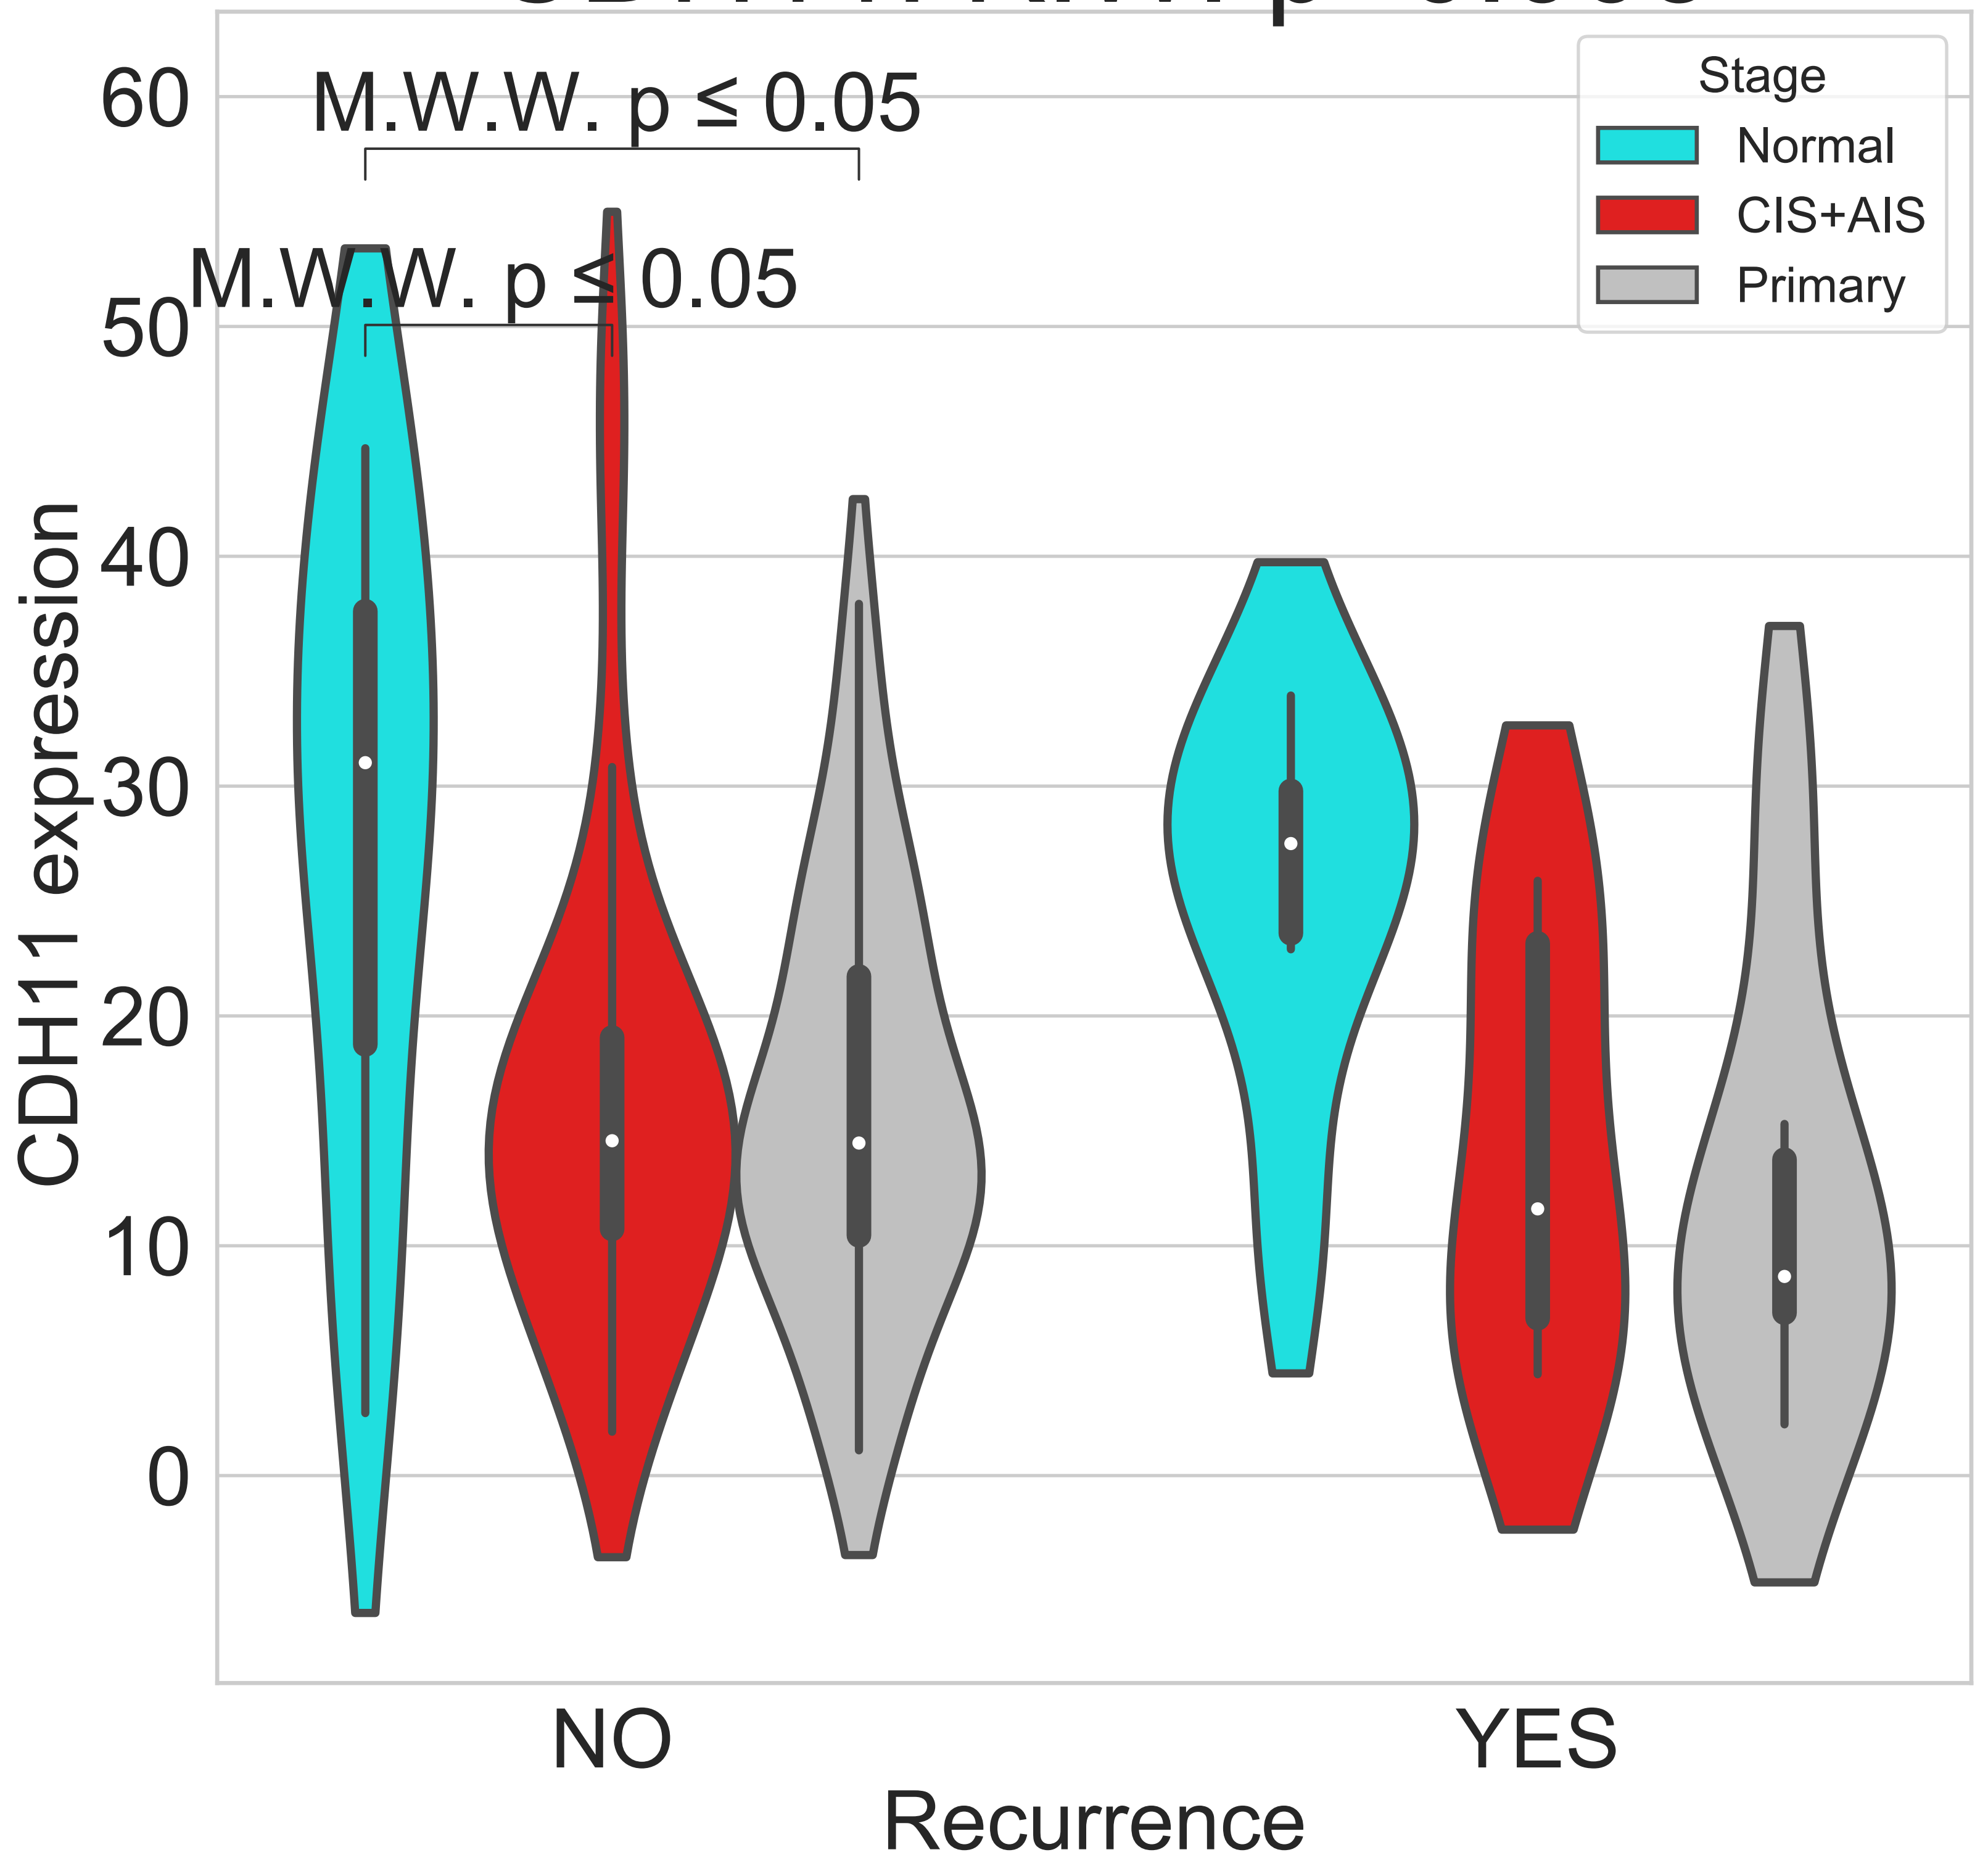 60
50
40
30
20
10
0
CDH11 expression
M.W.W. p ≤ 0.05
M.W.W. p ≤ 0.05
Stage
Normal
CIS+AIS
Primary
NO
YES
Recurrence